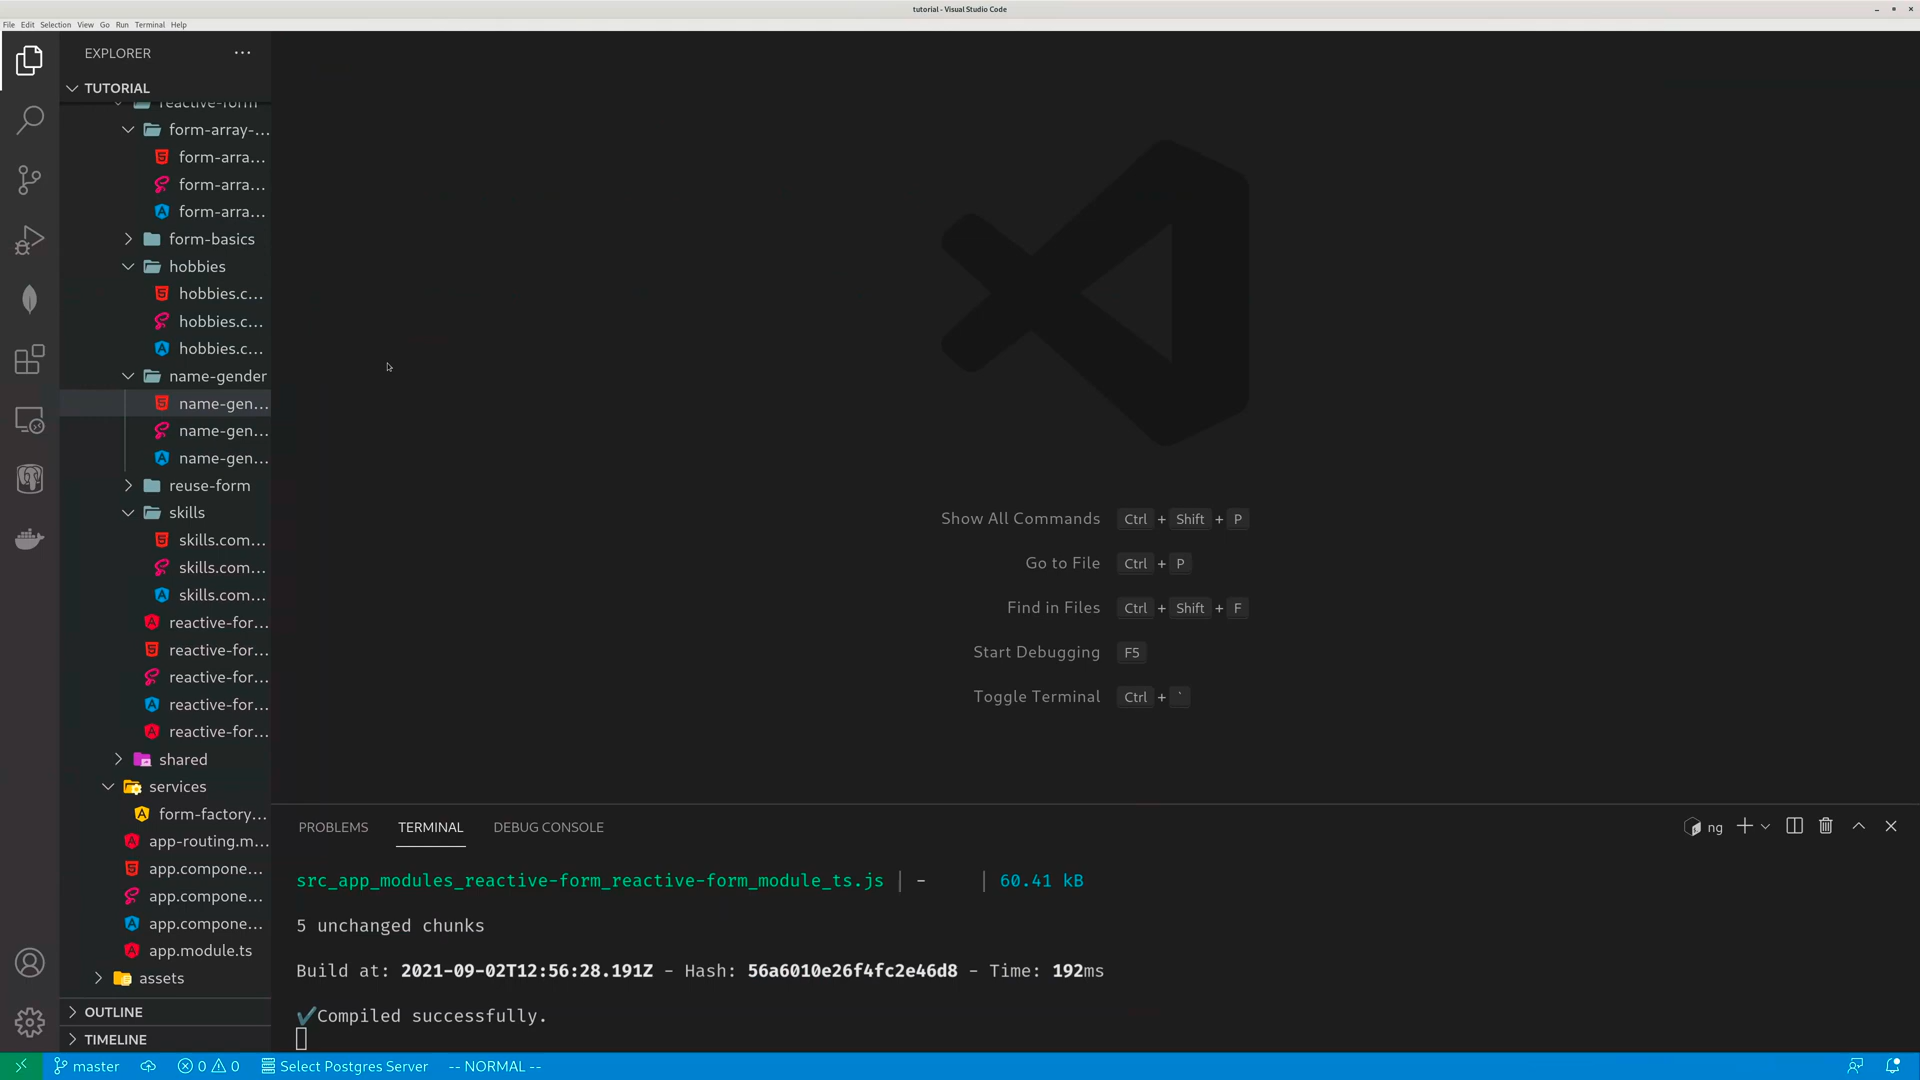 tutorial - Visual Studio Code
File Edit Selection View Go Run Terminal Help
EXPLORER
TUTORIAL
reactive-form
form-array-...
form-arra...
form-arra...
form-arra...
form-basics
hobbies
hobbies.c...
hobbies.c...
hobbies.c...
name-gender
name-gen...
name-gen...
name-gen...
reuse-form
skills
skills.com...
skills.com...
skills.com...
reactive-for...
reactive-for...
reactive-for...
reactive-for...
reactive-for...
shared
services
form-factory...
app-routing.m...
app.compone...
app.compone...
app.compone...
app.module.ts
assets
OUTLINE
TIMELINE
Show All Commands Ctrl + Shift + P
Go to File Ctrl + P
Find in Files Ctrl + Shift + F
Start Debugging F5
Toggle Terminal Ctrl + `
PROBLEMS TERMINAL DEBUG CONSOLE
ng
src_app_modules_reactive-form_reactive-form_module_ts.js | - | 60.41 kB
5 unchanged chunks
Build at: 2021-09-02T12:56:28.191Z - Hash: 56a6010e26f4fc2e46d8 - Time: 192ms
✔Compiled successfully.
master 0 0 Select Postgres Server -- NORMAL --